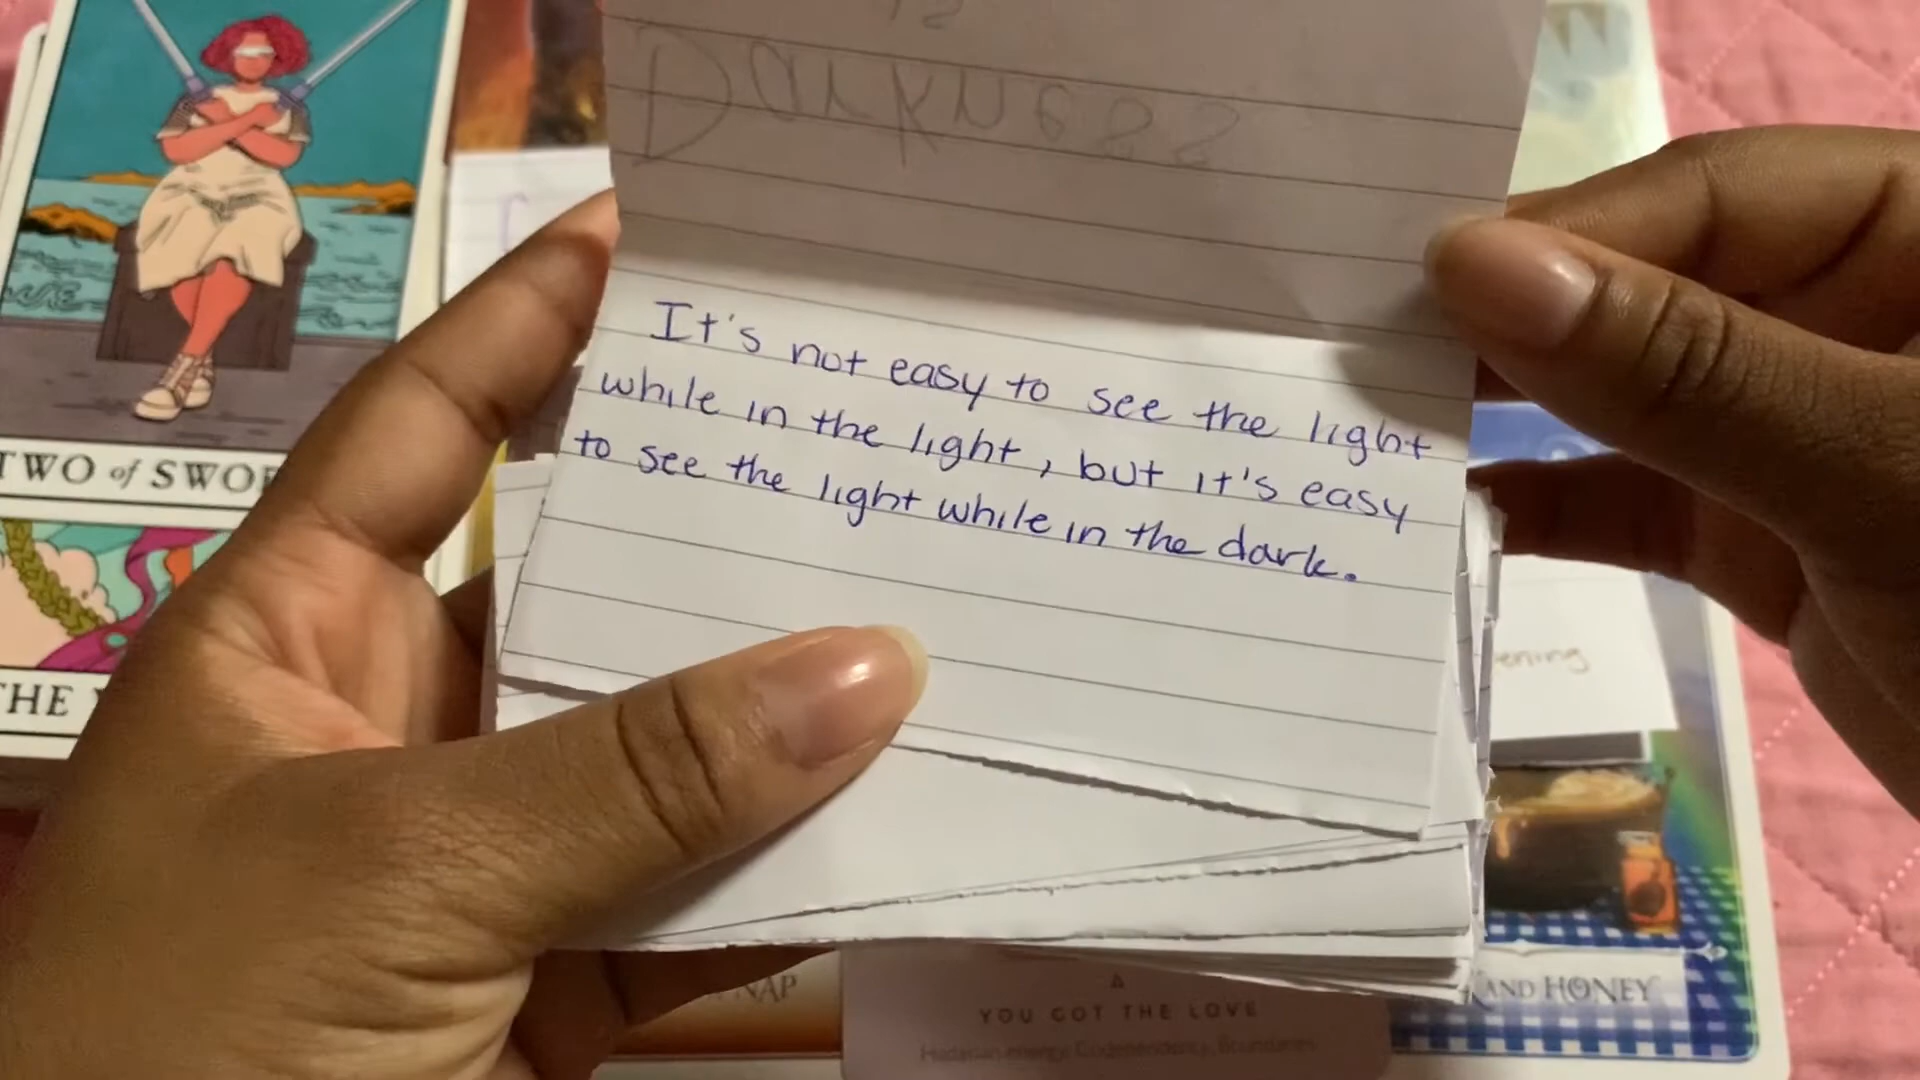 Darkness
It's not easy to see the light
while in the light, but it's easy
to see the light while in the dark.
TWO of SWOR
THE
ening
NAP
AND HONEY
YOU GOT THE LOVE